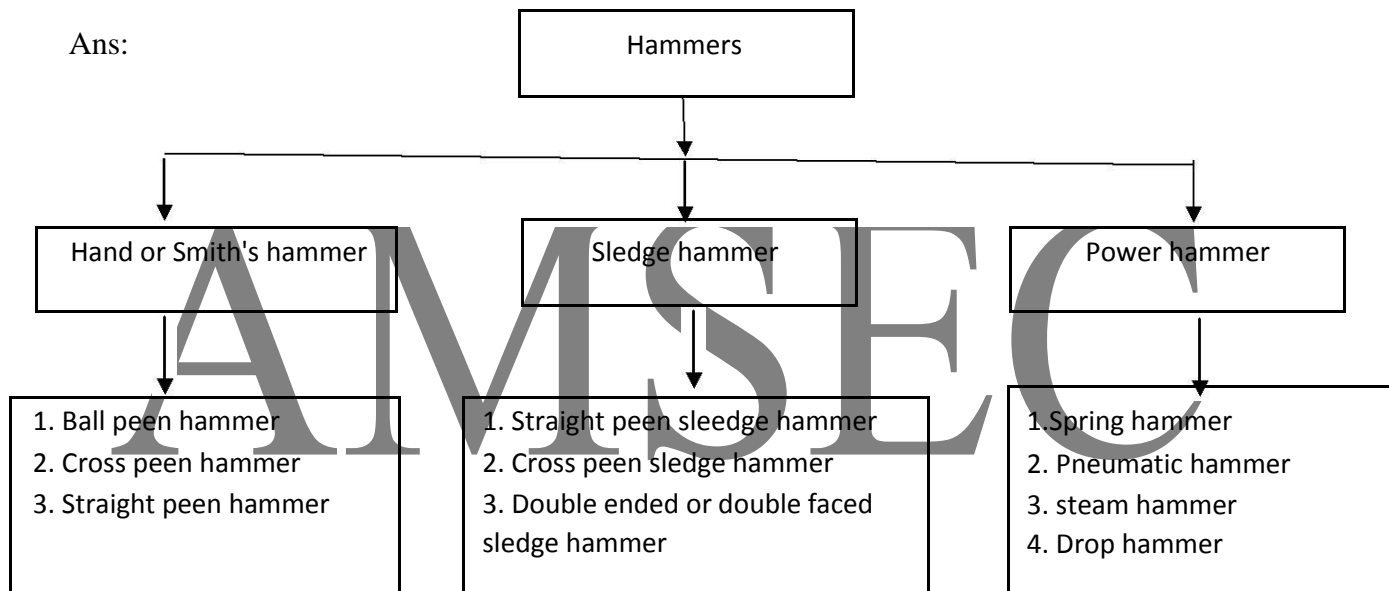 Ans:
Hammers
Hand or Smith's hammer
Sledge hammer
Power hammer
AMSEC
1. Ball peen hammer
2. Cross peen hammer
3. Straight peen hammer
1. Straight peen sleedge hammer
2. Cross peen sledge hammer
3. Double ended or double faced
sledge hammer
1.Spring hammer
2. Pneumatic hammer
3. steam hammer
4. Drop hammer